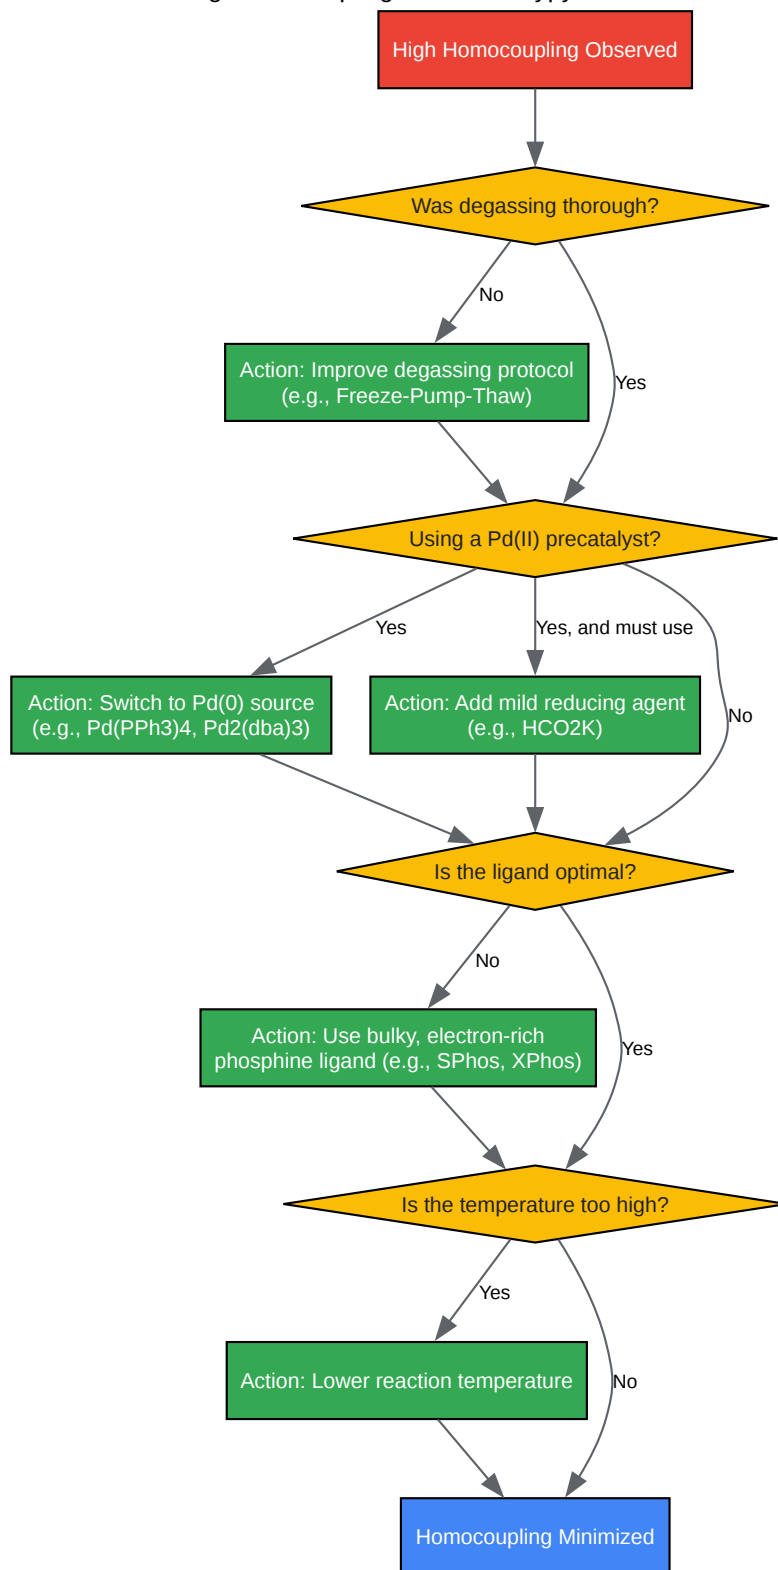 High Homocoupling Observed
Was degassing thorough?
No
Action: Improve degassing protocol
(e.g., Freeze-Pump-Thaw)
Yes
Using a Pd(II) precatalyst?
Yes
Yes, and must use
Action: Switch to Pd(0) source
(e.g., Pd(PPh3)4, Pd2(dba)3)
Action: Add mild reducing agent
(e.g., HCO2K)
No
Is the ligand optimal?
No
Action: Use bulky, electron-rich
phosphine ligand (e.g., SPhos, XPhos)
Yes
Is the temperature too high?
Yes
Action: Lower reaction temperature
No
Homocoupling Minimized